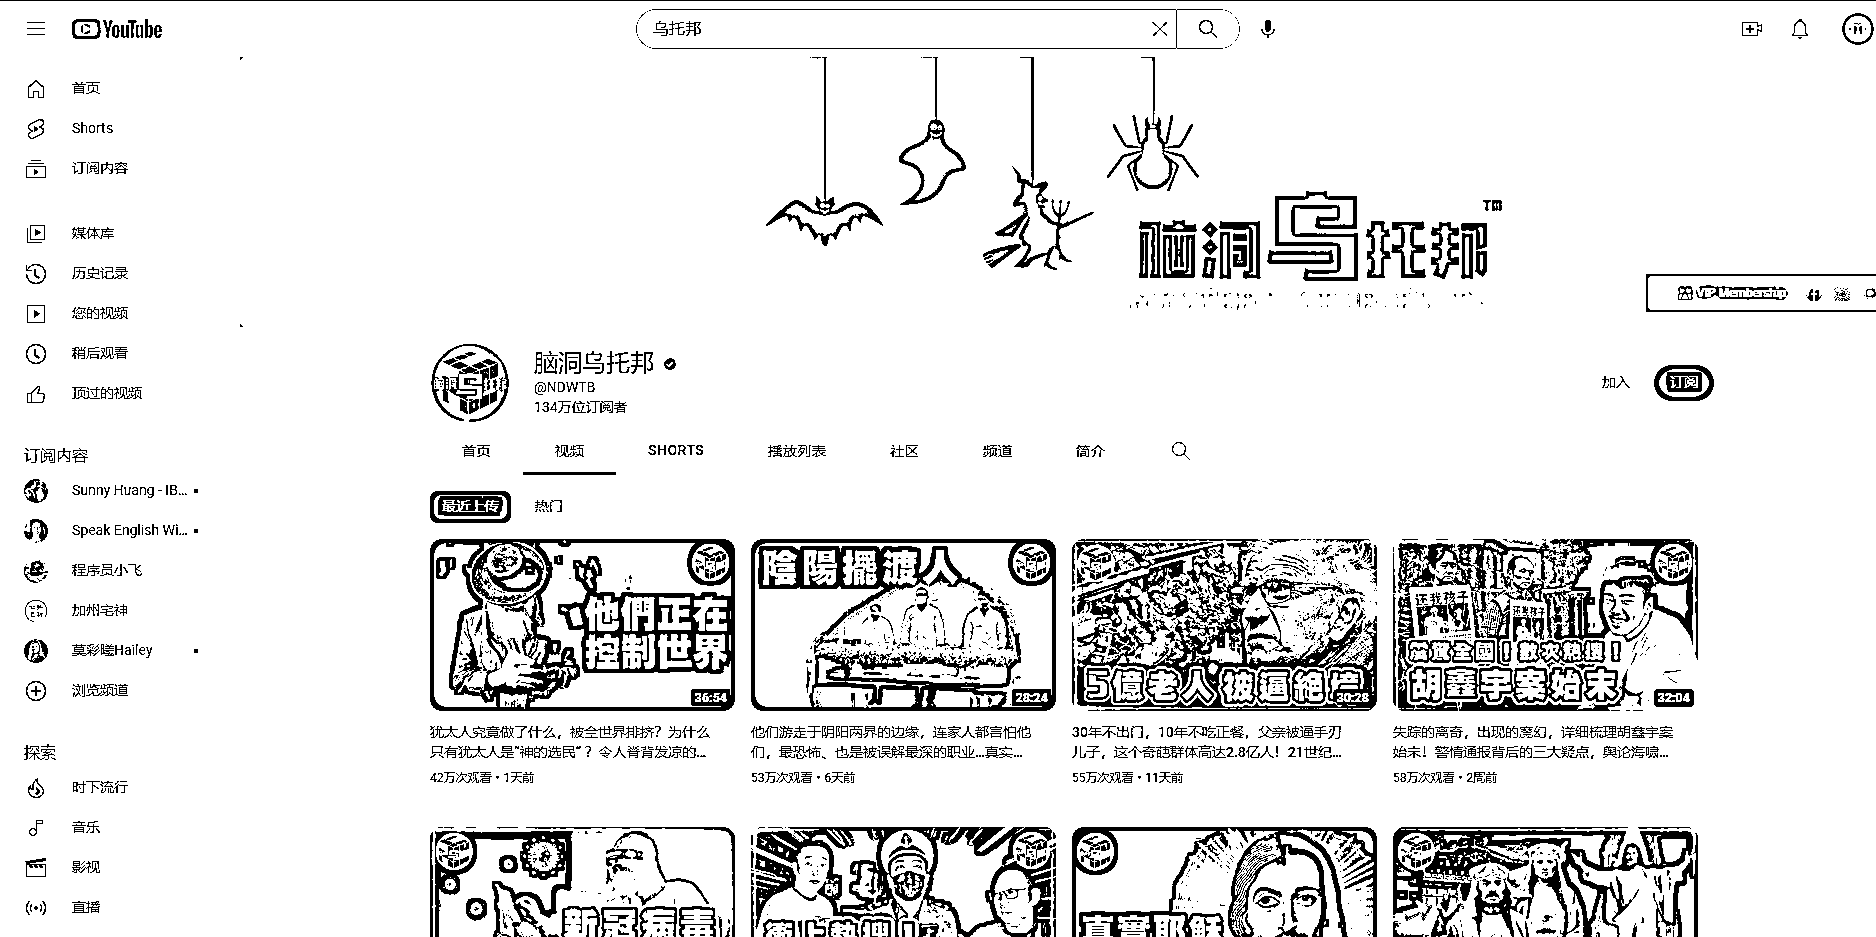 YouTube
乌托邦
首页
Shorts
订阅内容
媒体库
历史记录
您的视频
稍后观看
顶过的视频
订阅内容
Sunny Huang - IB...
Speak English Wi...
程序员小飞
加州宅神
莫彩曦Hailey
浏览频道
探索
时下流行
音乐
影视
直播
脑洞乌托邦 TM
VIP Membership
脑洞乌托邦
@NDWTB
134万位订阅者
加入
订阅
首页 视频 SHORTS 播放列表 社区 频道 简介
最近上传 热门
他們正在
控制世界
36:54
陰陽擺渡人
28:24
5億老人被逼絕
30:28
还我孩子
还我孩子
全國！數次熱搜！
胡鑫宇案始末
32:04
犹太人究竟做了什么，被全世界排挤？为什么
只有犹太人是“神的选民”？令人脊背发凉的...
42万次观看 • 1天前
他们游走于阴阳两界的边缘，连家人都害怕他
们，最恐怖、也是被误解最深的职业...真实...
53万次观看 • 6天前
30年不出门，10年不吃正餐，父亲被逼手刃
儿子，这个奇葩群体高达2.8亿人！21世纪...
55万次观看 • 11天前
失踪的离奇，出现的魔幻，详细梳理胡鑫宇案
始末！警情通报背后的三大疑点，舆论海啸...
58万次观看 • 2周前
新冠病毒
真實耶穌